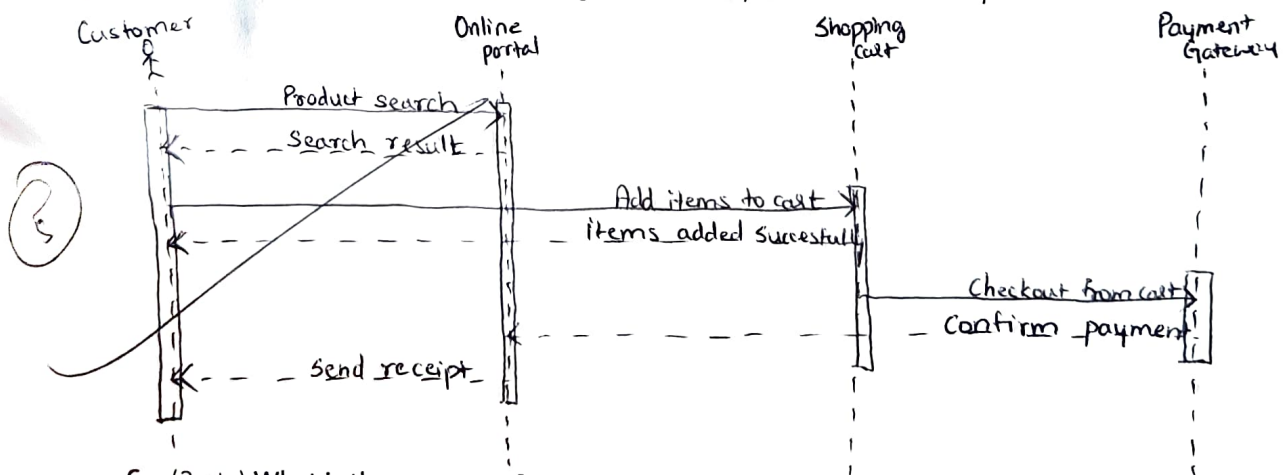 Customer
Online
portal
Shopping
Cart
Payment
Gateway
Product search
Search result
Add items to cart
items added Succesfull
Checkout from cart
Confirm payment
Send receipt